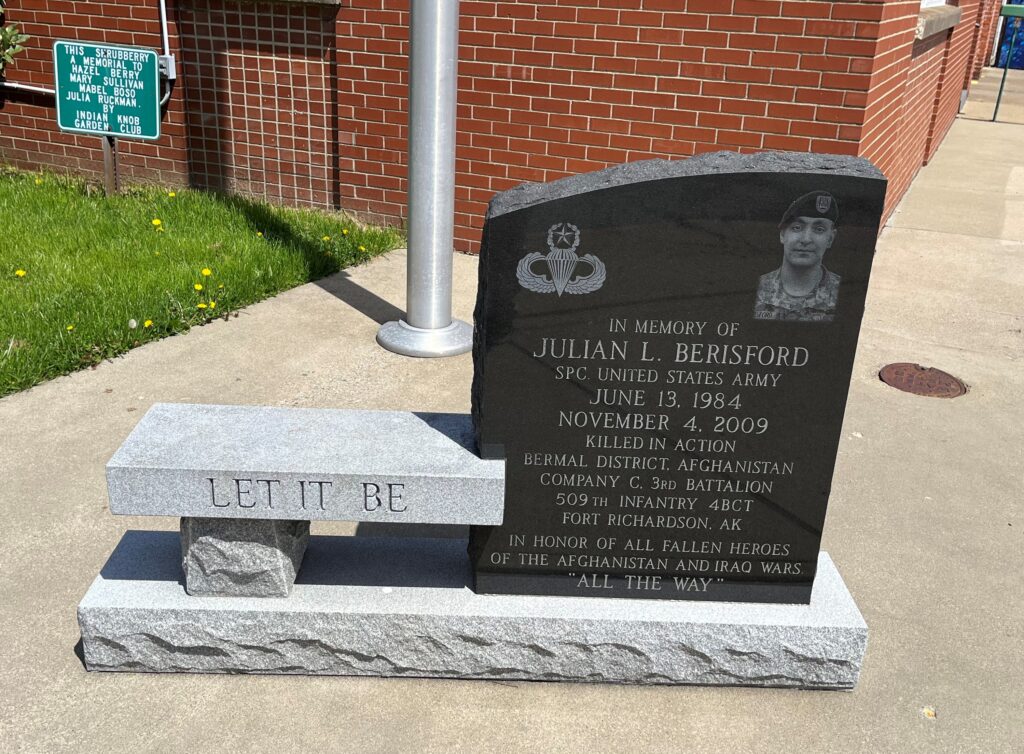 THIS SHRUBBERY
A MEMORIAL TO
HAZEL BERRY
MARY SULLIVAN
MABEL BOSO
JULIA RUCKMAN.
BY
INDIAN KNOB
GARDEN CLUB
IN MEMORY OF
JULIAN L. BERISFORD
SPC. UNITED STATES ARMY
JUNE 13, 1984
NOVEMBER 4, 2009
KILLED IN ACTION
BERMAL DISTRICT, AFGHANISTAN
COMPANY C, 3RD BATTALION
509TH INFANTRY 4BCT
FORT RICHARDSON, AK
IN HONOR OF ALL FALLEN HEROES
OF THE AFGHANISTAN AND IRAQ WARS.
"ALL THE WAY"
LET IT BE